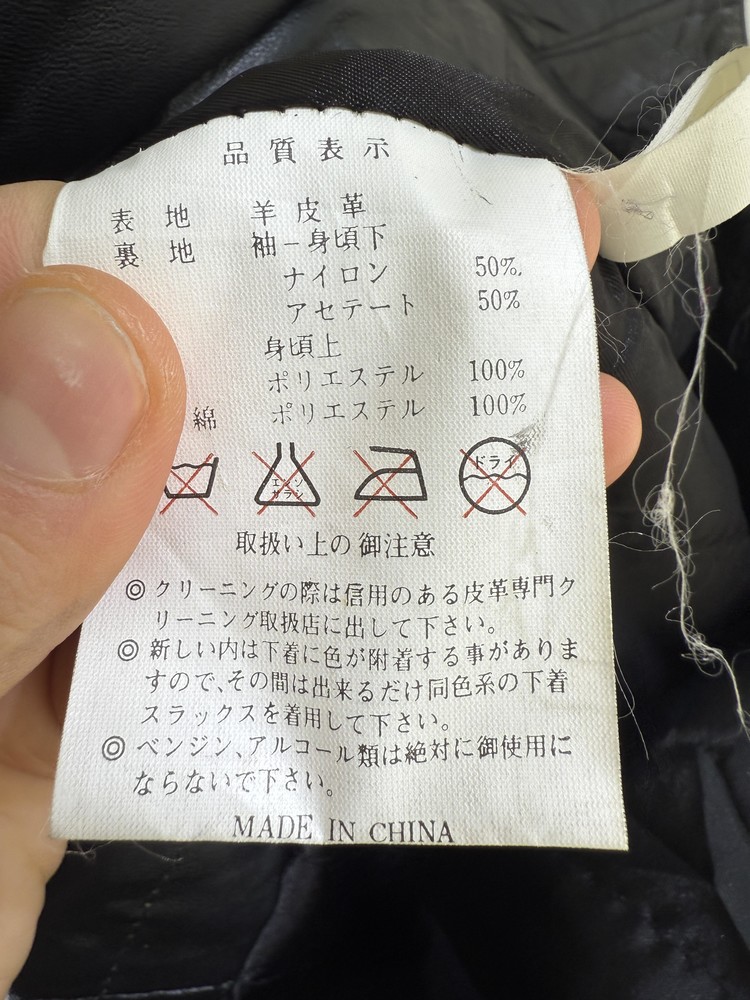 品質表示
表地 羊皮革
裏地 袖－身頃下
ナイロン 50%
アセテート 50%
身頃上
ポリエステル 100%
綿 ポリエステル 100%
エンソ
サラシ
ドライ
取扱い上の御注意
◎ クリーニングの際は信用のある皮革専門ク
リーニング取扱店に出して下さい。
◎ 新しい内は下着に色が附着する事がありま
すので、その間は出来るだけ同色系の下着
スラックスを着用して下さい。
◎ ベンジン、アルコール類は絶対に御使用に
ならないで下さい。
MADE IN CHINA